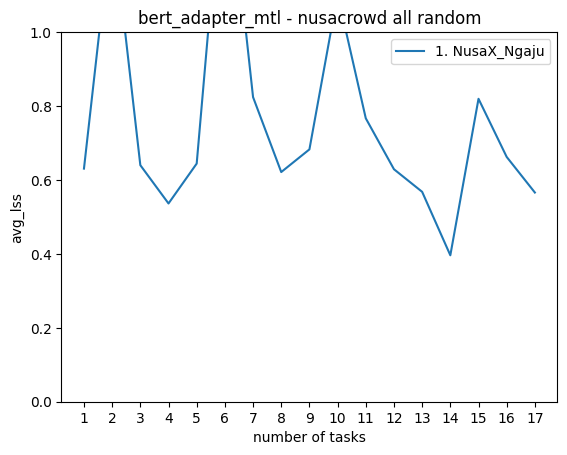 bert_adapter_mtl - nusacrowd all random
1. NusaX_Ngaju
1.0
0.8
0.6
0.4
0.2
0.0
avg_lss
1 2 3 4 5 6 7 8 9 10 11 12 13 14 15 16 17
number of tasks